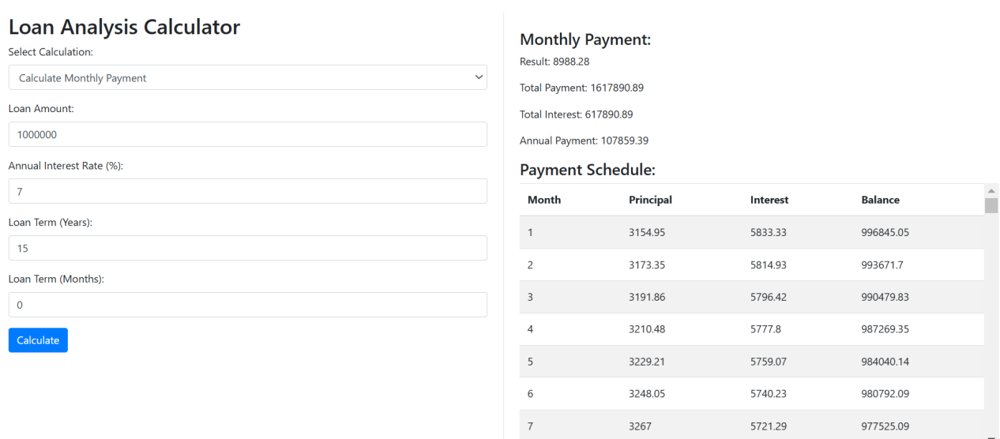 Loan Analysis Calculator
Select Calculation:
Calculate Monthly Payment
Loan Amount:
1000000
Annual Interest Rate (%):
7
Loan Term (Years):
15
Loan Term (Months):
0
Calculate
Monthly Payment:
Result: 8988.28
Total Payment: 1617890.89
Total Interest: 617890.89
Annual Payment: 107859.39
Payment Schedule:
Month Principal Interest Balance
1 3154.95 5833.33 996845.05
2 3173.35 5814.93 993671.7
3 3191.86 5796.42 990479.83
4 3210.48 5777.8 987269.35
5 3229.21 5759.07 984040.14
6 3248.05 5740.23 980792.09
7 3267 5721.29 977525.09